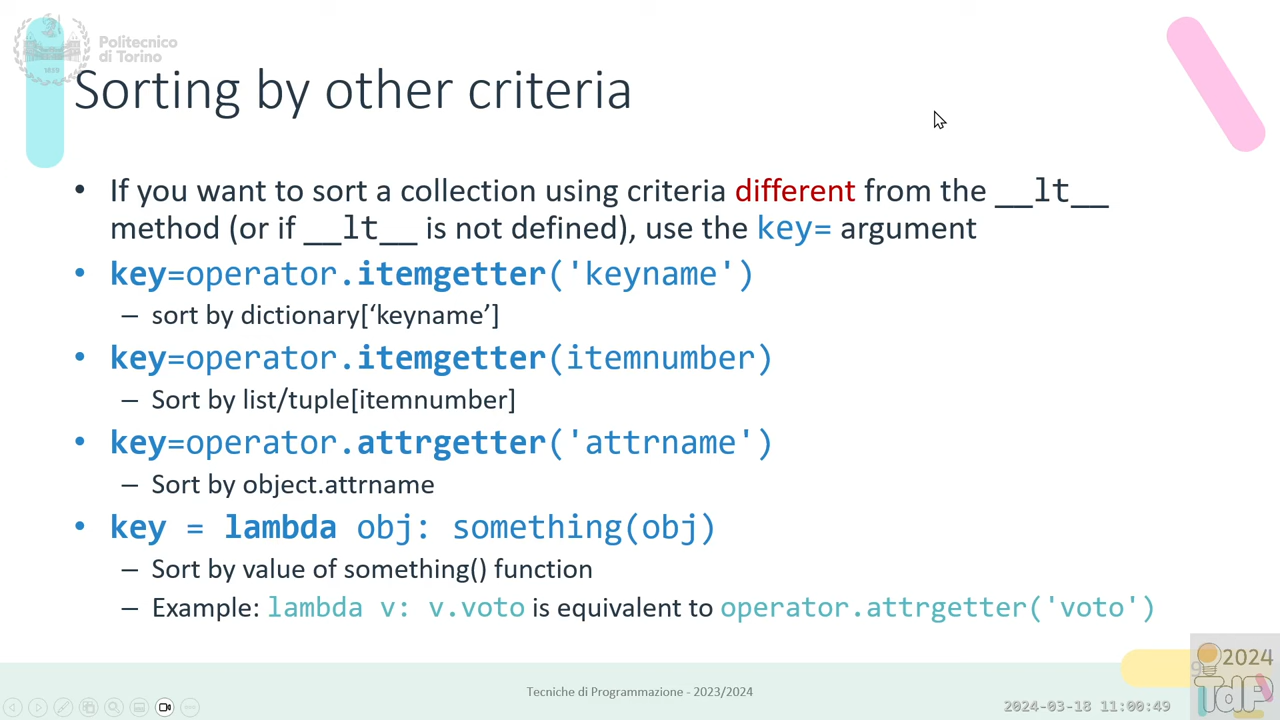 Politecnico
di Torino
Sorting by other criteria
• If you want to sort a collection using criteria different from the __lt__
method (or if __lt__ is not defined), use the key= argument
• key=operator.itemgetter('keyname')
– sort by dictionary[‘keyname’]
• key=operator.itemgetter(itemnumber)
– Sort by list/tuple[itemnumber]
• key=operator.attrgetter('attrname')
– Sort by object.attrname
• key = lambda obj: something(obj)
– Sort by value of something() function
– Example: lambda v: v.voto is equivalent to operator.attrgetter('voto')
Tecniche di Programmazione - 2023/2024
2024-03-18 11:00:49
2024
TdP